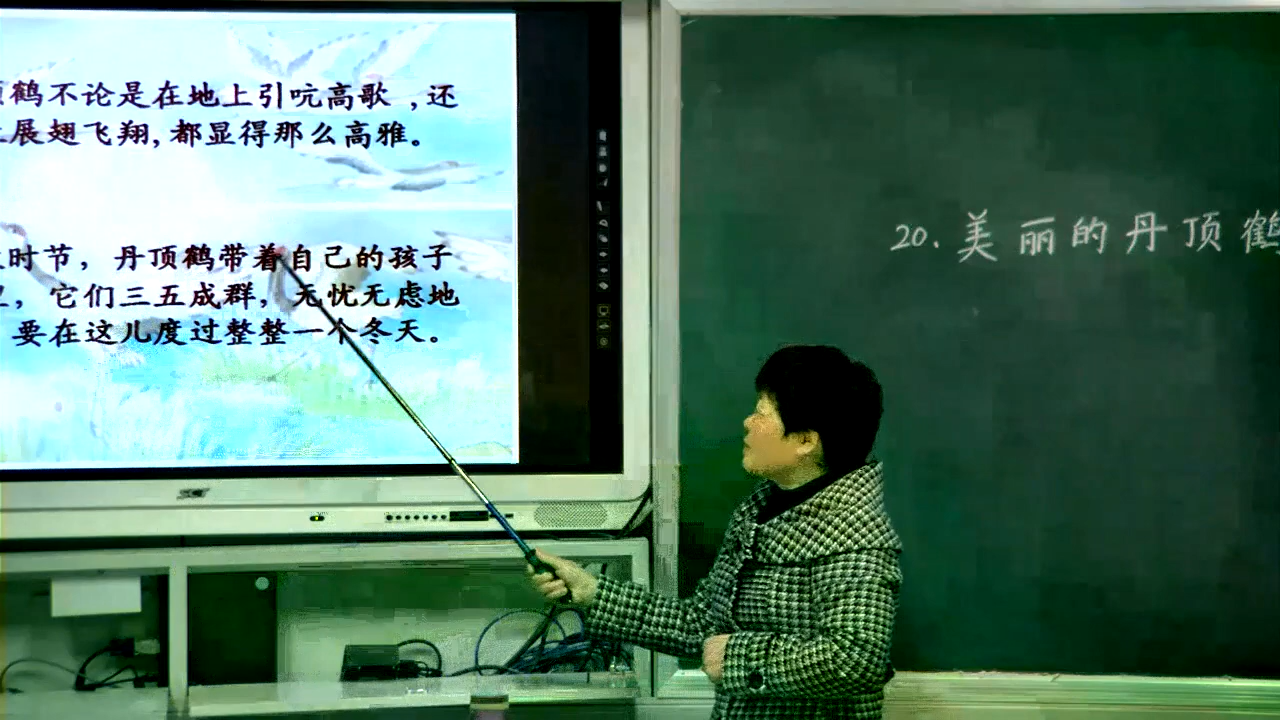 鹤不论是在地上引吭高歌 ,还
展翅飞翔,都显得那么高雅。
时节，丹顶鹤带着自己的孩子
，它们三五成群，无忧无虑地
要在这儿度过整整一个冬天。
20.美丽的丹顶鹤